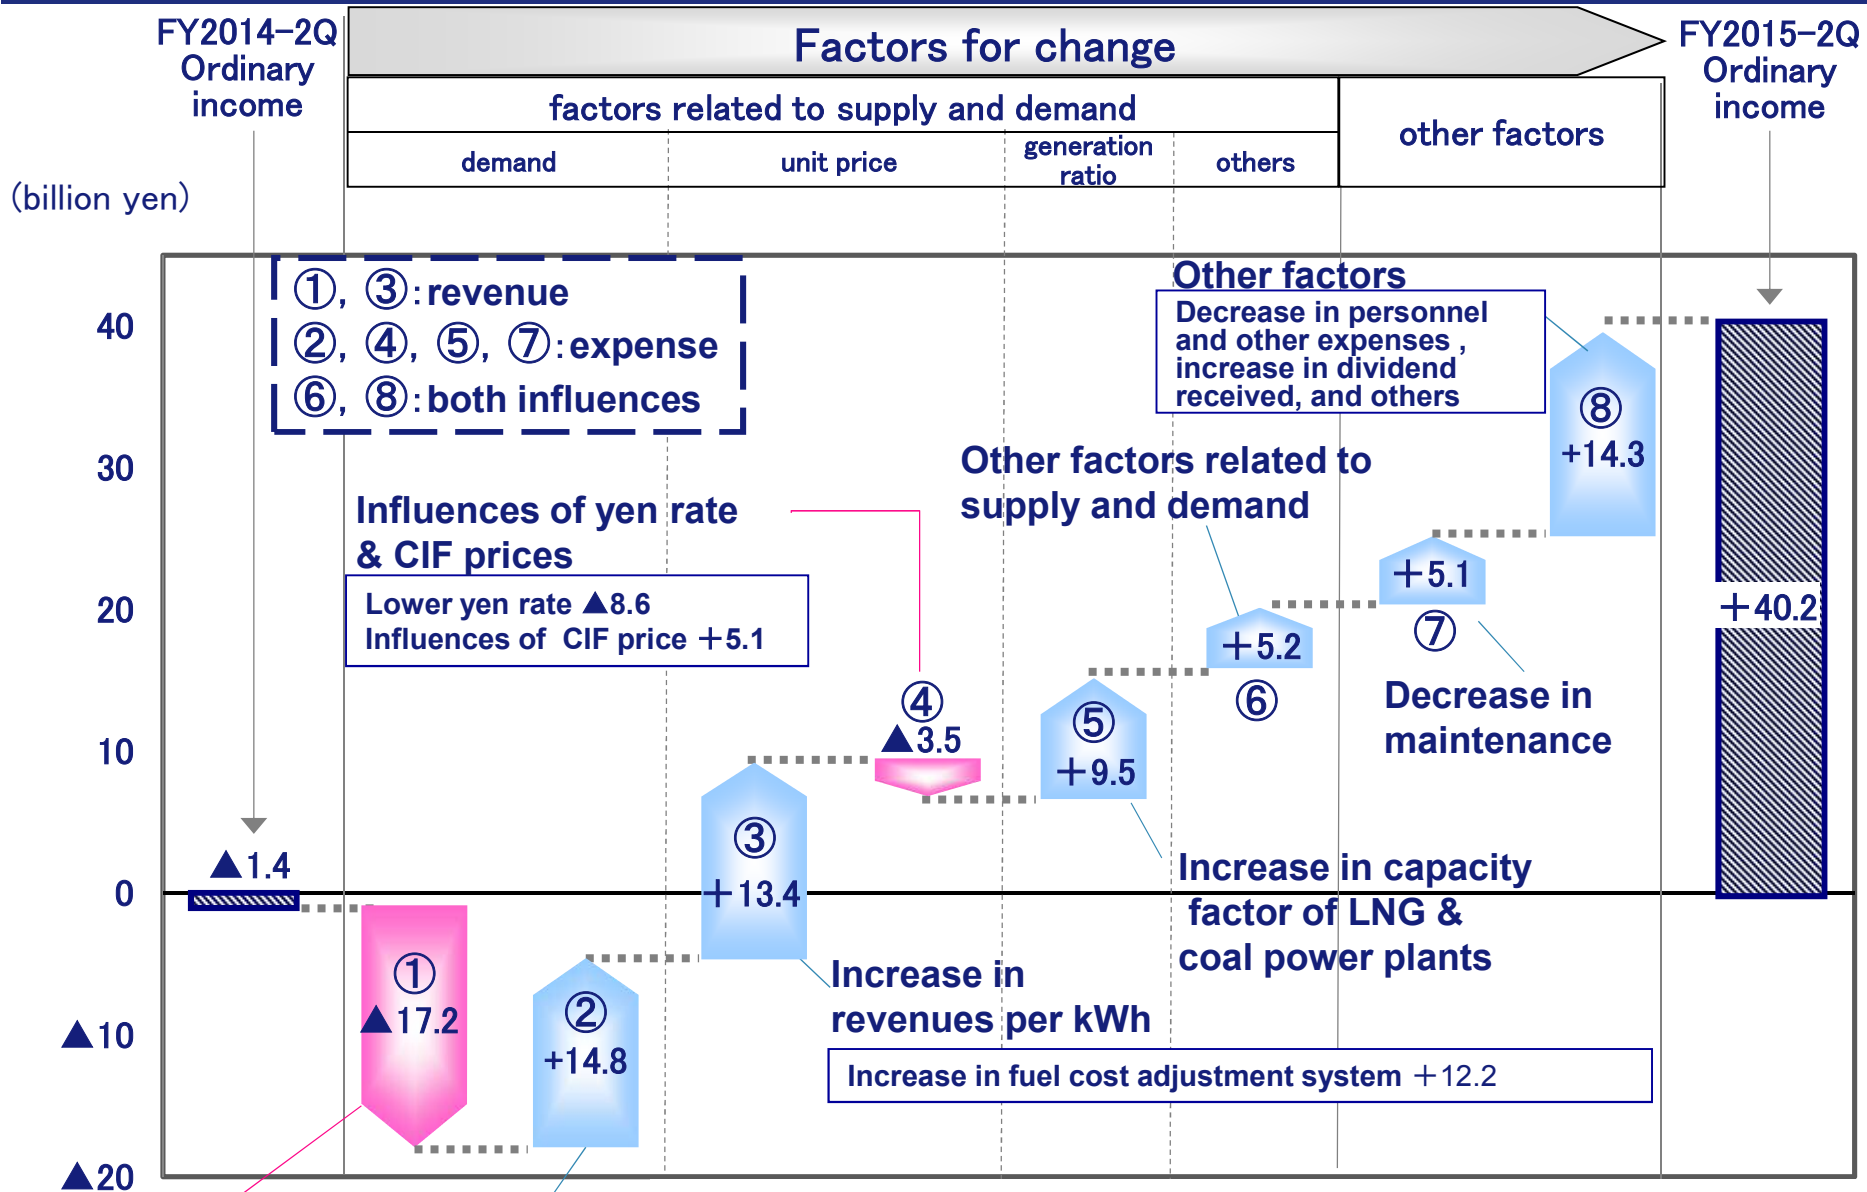 FY2014-2Q
Ordinary
income
Factors for change
FY2015-2Q
Ordinary
income
factors related to supply and demand
other factors
demand
unit price
generation
ratio
others
(billion yen)
40
30
20
10
0
▲10
▲20
①, ③:revenue
②, ④, ⑤, ⑦:expense
⑥, ⑧:both influences
Other factors
Decrease in personnel
and other expenses ,
increase in dividend
received, and others
⑧
+14.3
Other factors related to
supply and demand
Influences of yen rate
& CIF prices
Lower yen rate ▲8.6
Influences of CIF price +5.1
+5.1
⑦
+40.2
+5.2
⑥
Decrease in
maintenance
④
▲3.5
⑤
+9.5
③
+13.4
▲1.4
Increase in capacity
factor of LNG &
coal power plants
①
▲17.2
②
+14.8
Increase in
revenues per kWh
Increase in fuel cost adjustment system +12.2